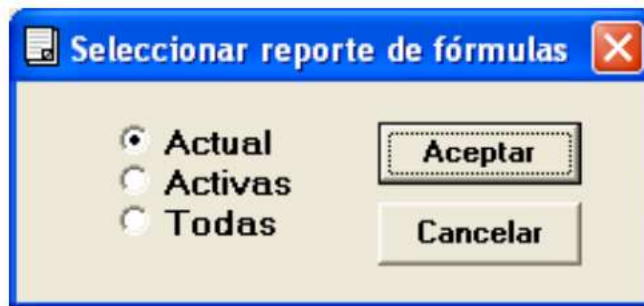 Seleccionar reporte de fórmulas
Actual
Activas
Todas
Aceptar
Cancelar